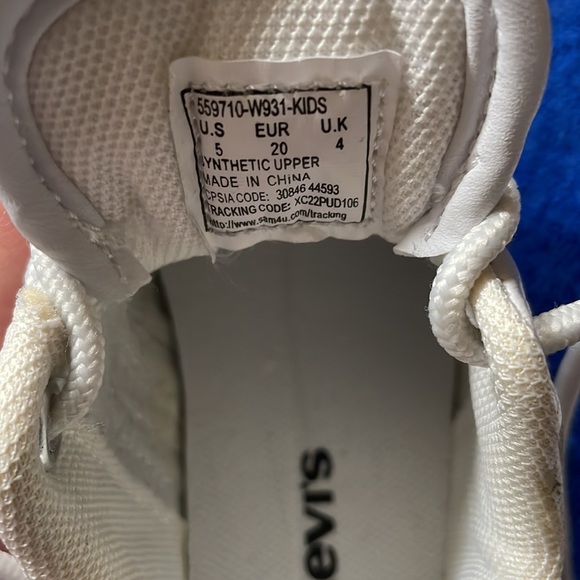 559710-W931-KIDS
U.S EUR U.K
5 20 4
SYNTHETIC UPPER
MADE IN CHINA
CPSIA CODE: 30846 44593
TRACKING CODE: XC22PUD106
http://www.sam4u.com/trackng
evi's